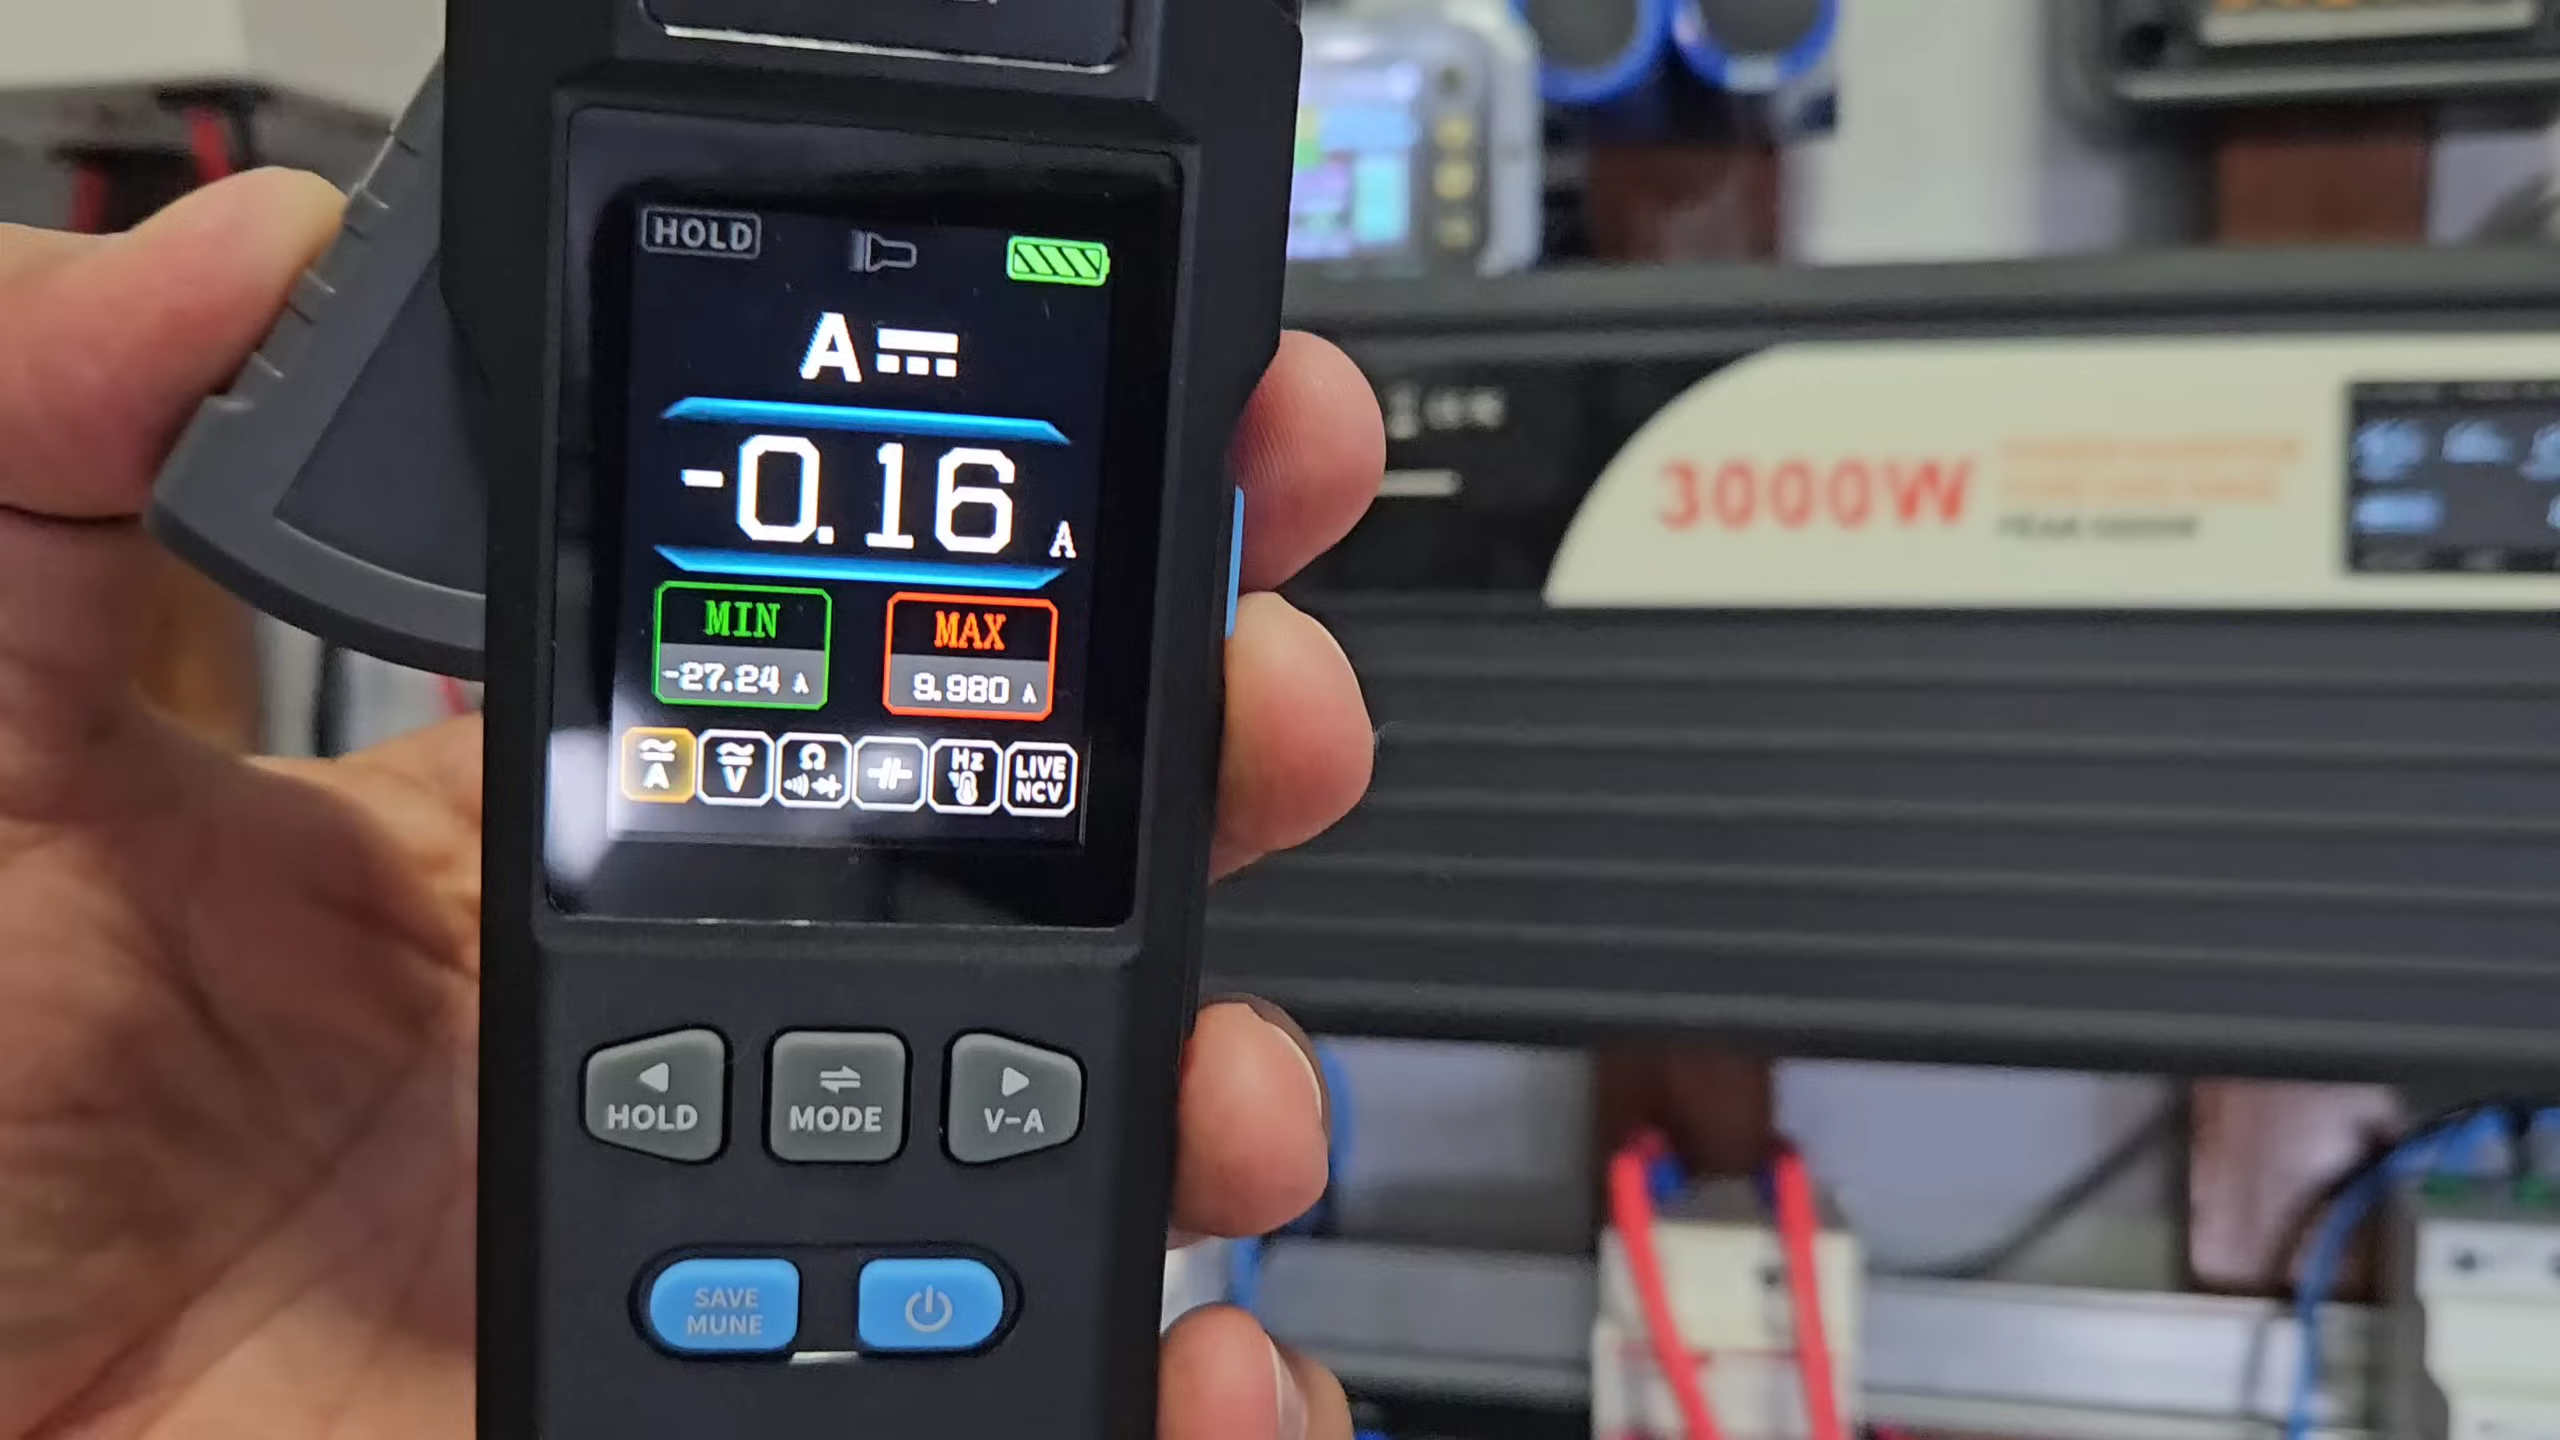 HOLD
A
-0.16 A
MIN
MAX
-27.24 A
9.980 A
A
V
Ω
Hz
LIVE
NCV
HOLD
MODE
V-A
SAVE
MUNE
3000W